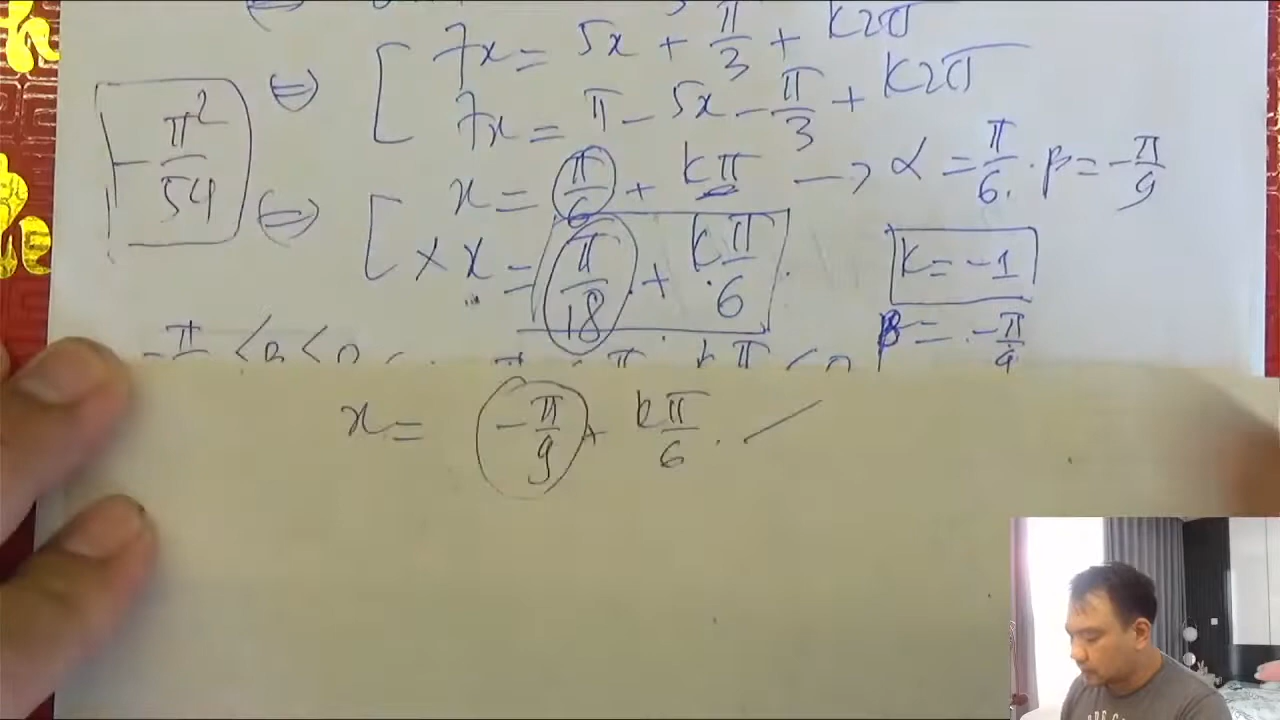 7x = 5x + π/3 + k2π
⇔ [ 7x = π - 5x - π/3 + k2π
-π²/54
x = π/6 + kπ → α = π/6 . β = -π/9
⇔ [ x x = π/18 + kπ/6 .
k = -1
β = -π/9
x = -π/9 + kπ/6 .